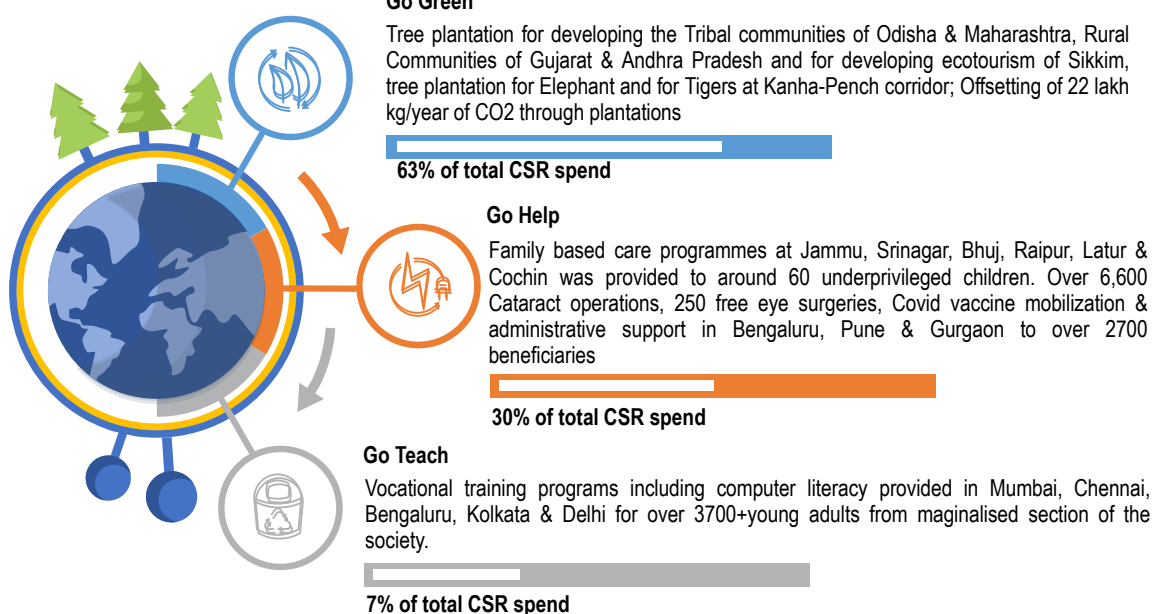 Go Green
Tree plantation for developing the Tribal communities of Odisha & Maharashtra, Rural
Communities of Gujarat & Andhra Pradesh and for developing ecotourism of Sikkim,
tree plantation for Elephant and for Tigers at Kanha-Pench corridor; Offsetting of 22 lakh
kg/year of CO2 through plantations
63% of total CSR spend
Go Help
Family based care programmes at Jammu, Srinagar, Bhuj, Raipur, Latur &
Cochin was provided to around 60 underprivileged children. Over 6,600
Cataract operations, 250 free eye surgeries, Covid vaccine mobilization &
administrative support in Bengaluru, Pune & Gurgaon to over 2700
beneficiaries
30% of total CSR spend
Go Teach
Vocational training programs including computer literacy provided in Mumbai, Chennai,
Bengaluru, Kolkata & Delhi for over 3700+young adults from maginalised section of the
society.
7% of total CSR spend